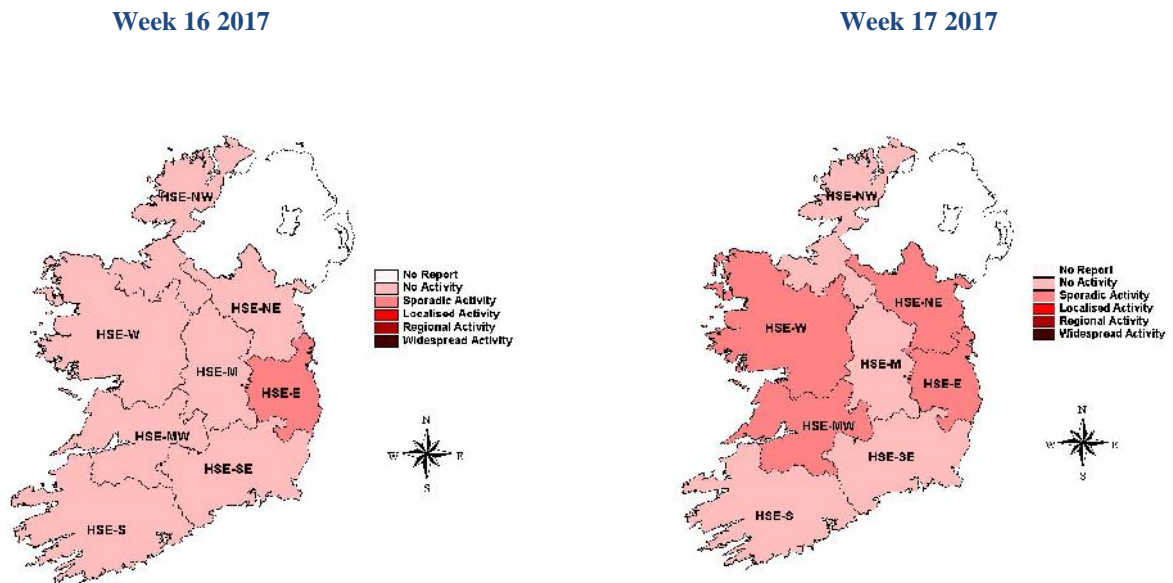 Week 16 2017
HSE-NW
HSE-NE
HSE-W
HSE-M
HSE-E
HSE-MW
HSE-SE
HSE-S
No Report
No Activity
Sporadic Activity
Localised Activity
Regional Activity
Widespread Activity
N
W E
S
Week 17 2017
HSE-NW
HSE-NE
HSE-W
HSE-M
HSE-E
HSE-MW
HSE-SE
HSE-S
No Report
No Activity
Sporadic Activity
Localised Activity
Regional Activity
Widespread Activity
N
W E
S